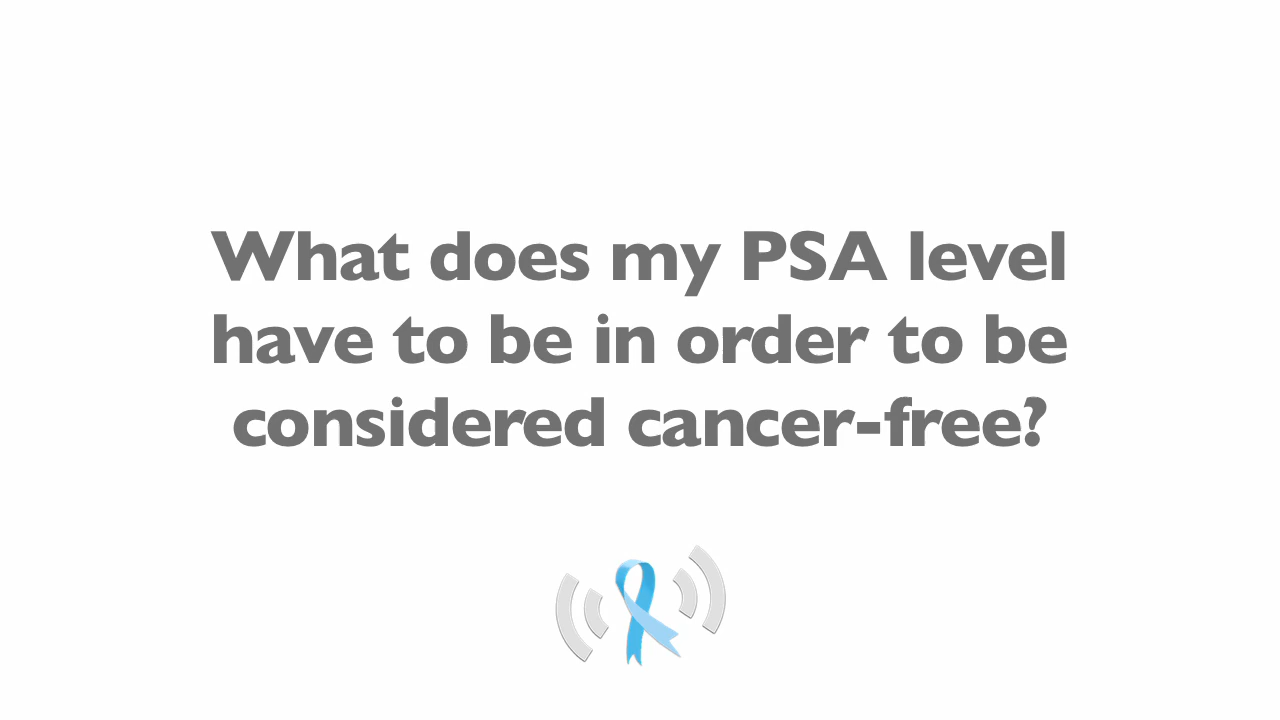 What does my PSA level
have to be in order to be
considered cancer-free?